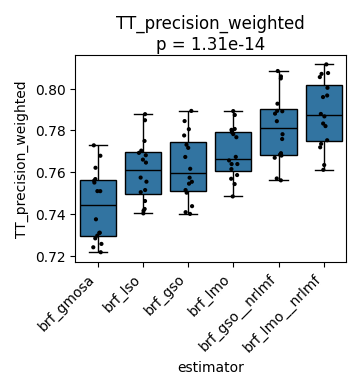 TT_precision_weighted
p = 1.31e-14
TT_precision_weighted
0.80
0.78
0.76
0.74
0.72
brf_gmosa
brf_lso
brf_gso
brf_lmo
brf_gso__nrlmf
brf_lmo__nrlmf
estimator